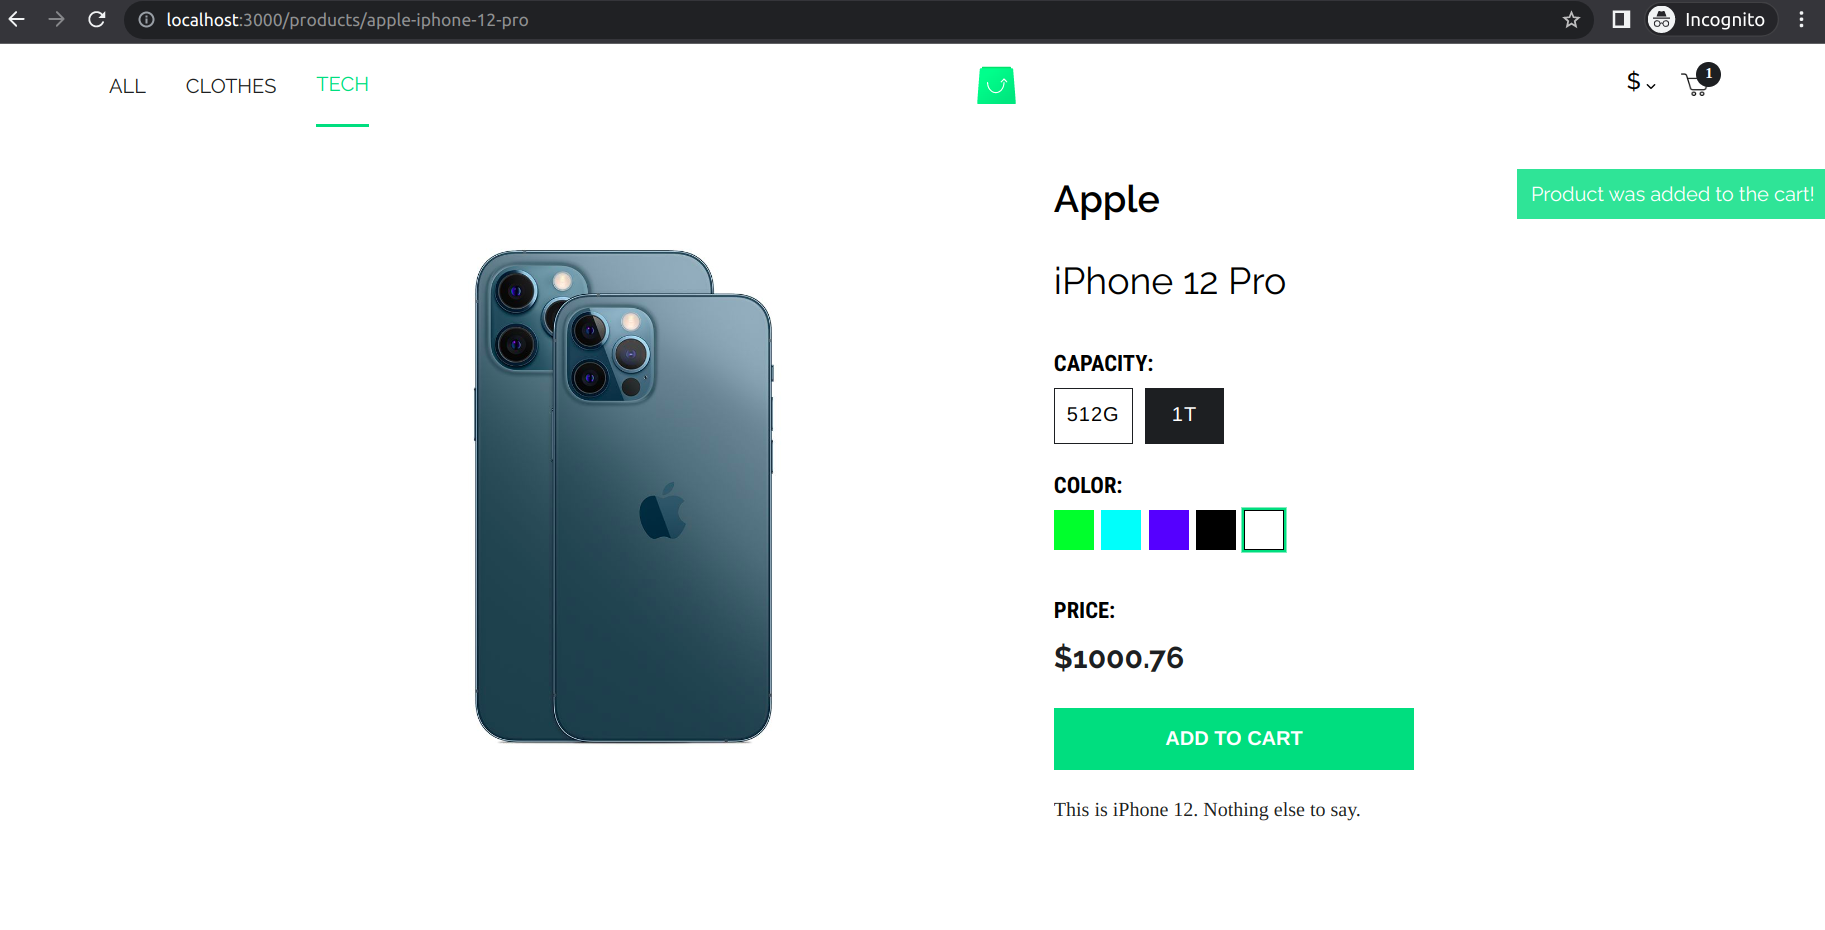 localhost:3000/products/apple-iphone-12-pro
Incognito
ALL CLOTHES TECH
$ 1
Product was added to the cart!
Apple
iPhone 12 Pro
CAPACITY:
512G 1T
COLOR:
PRICE:
$1000.76
ADD TO CART
This is iPhone 12. Nothing else to say.